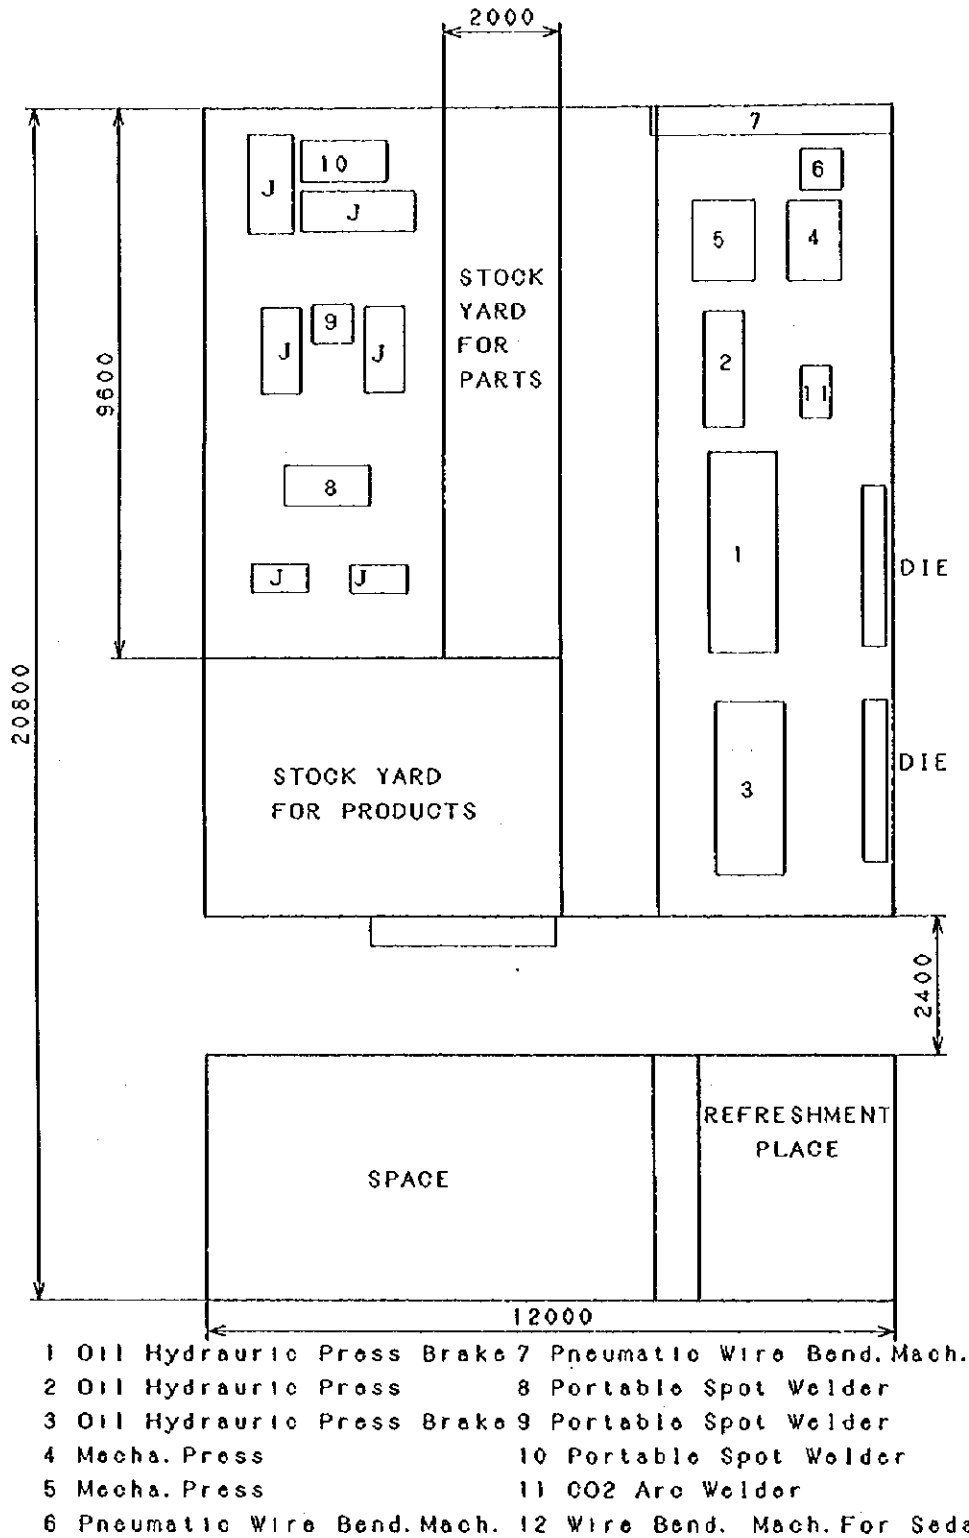 2000
7
10
6
J
J
5
4
STOCK
YARD
FOR
PARTS
9
J
J
2
11
9600
8
1
J
J
DIE
20800
STOCK YARD
FOR PRODUCTS
3
DIE
2400
REFRESHMENT
PLACE
SPACE
12000
1 Oil Hydrauric Press Brake 7 Pneumatic Wire Bend. Mach.
2 Oil Hydrauric Press 8 Portable Spot Welder
3 Oil Hydrauric Press Brake 9 Portable Spot Welder
4 Mecha. Press 10 Portable Spot Welder
5 Mecha. Press 11 CO2 Arc Welder
6 Pneumatic Wire Bend. Mach. 12 Wire Bend. Mach. For Seda